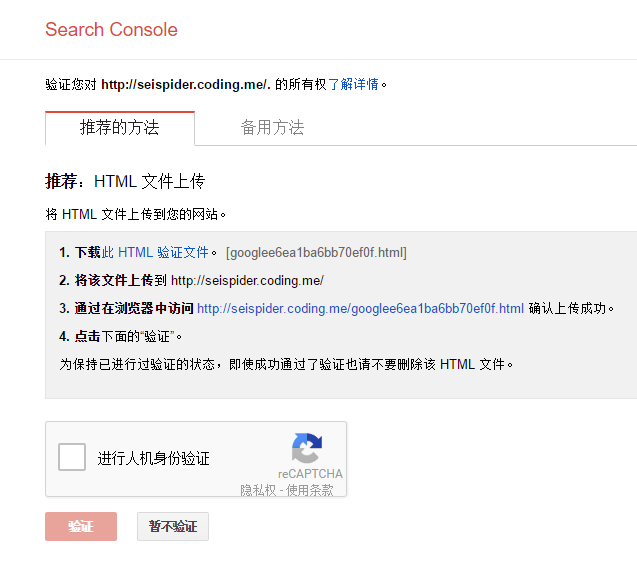 Search Console
验证您对 http://seispider.coding.me/. 的所有权了解详情。
推荐的方法 备用方法
推荐：HTML 文件上传
将 HTML 文件上传到您的网站。
1. 下载此 HTML 验证文件。 [googlee6ea1ba6bb70ef0f.html]
2. 将该文件上传到 http://seispider.coding.me/
3. 通过在浏览器中访问 http://seispider.coding.me/googlee6ea1ba6bb70ef0f.html 确认上传成功。
4. 点击下面的“验证”。
为保持已进行过验证的状态，即使成功通过了验证也请不要删除该 HTML 文件。
进行人机身份验证
reCAPTCHA
隐私权 - 使用条款
验证 暂不验证